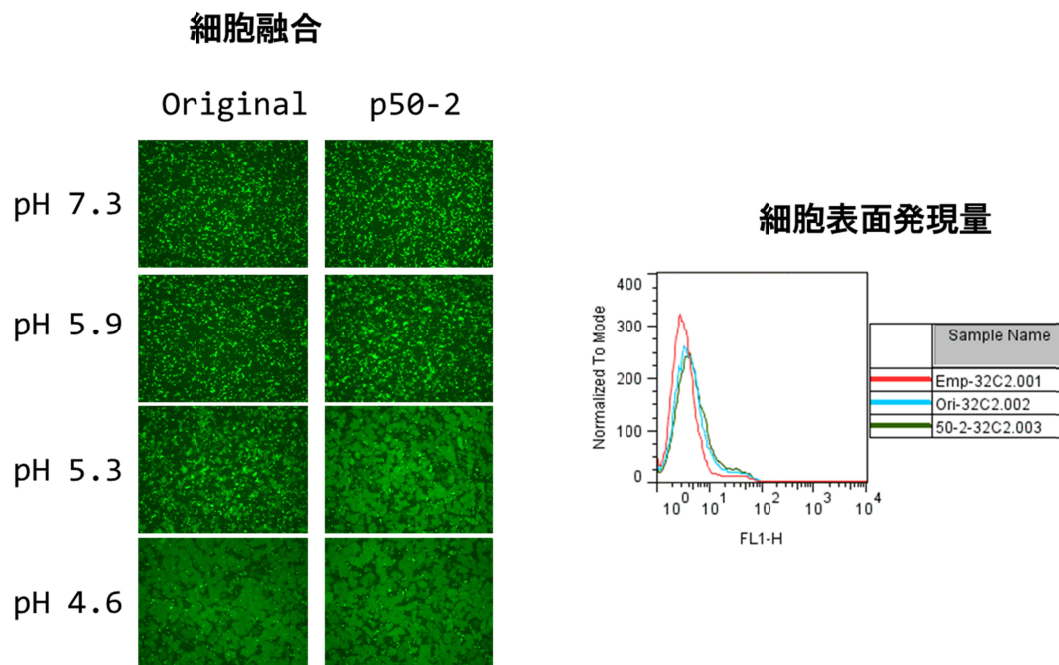 細胞融合
Original p50-2
pH 7.3
pH 5.9
pH 5.3
pH 4.6
細胞表面発現量
Normalized To Mode
400
300
200
100
0
10^0 10^1 10^2 10^3 10^4
FL1-H
Sample Name
Emp-32C2.001
Ori-32C2.002
50-2-32C2.003